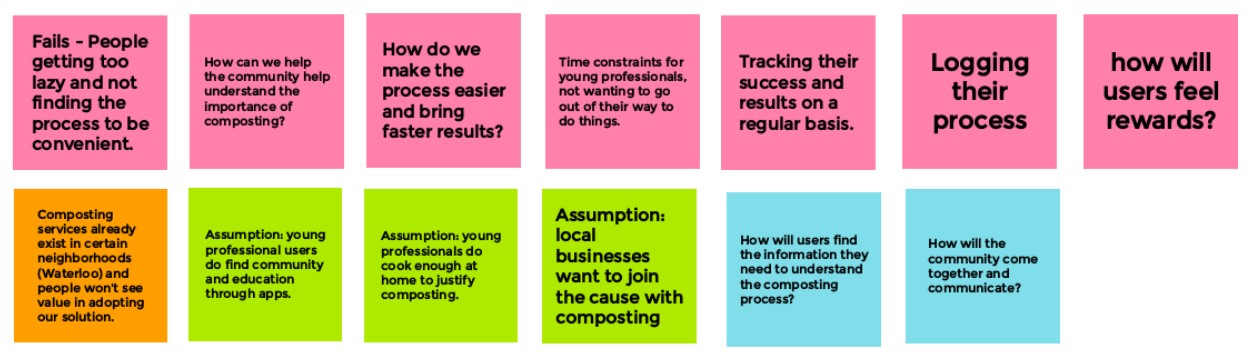 Fails - People
getting too
lazy and not
finding the
process to be
convenient.
How can we help
the community help
understand the
importance of
composting?
How do we
make the
process easier
and bring
faster results?
Time constraints for
young professionals,
not wanting to go
out of their way to
do things.
Tracking their
success and
results on a
regular basis.
Logging
their
process
how will
users feel
rewards?
Composting
services already
exist in certain
neighborhoods
(Waterloo) and
people won't see
value in adopting
our solution.
Assumption: young
professional users
do find community
and education
through apps.
Assumption: young
professionals do
cook enough at
home to justify
composting.
Assumption:
local
businesses
want to join
the cause with
composting
How will users find
the information they
need to understand
the composting
process?
How will the
community come
together and
communicate?